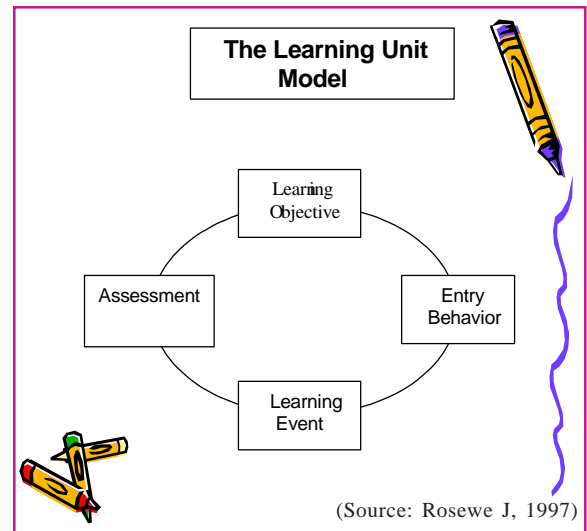 The Learning Unit
Model
Learning
Objective
Assessment
Entry
Behavior
Learning
Event
(Source: Rosewe J, 1997)